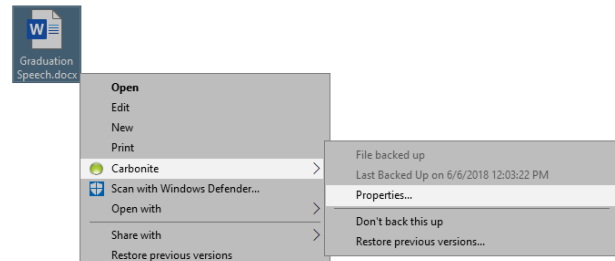 W
Graduation
Speech.docx
Open
Edit
New
Print
Carbonite
Scan with Windows Defender...
Open with
Share with
Restore previous versions
File backed up
Last Backed Up on 6/6/2018 12:03:22 PM
Properties...
Don't back this up
Restore previous versions...